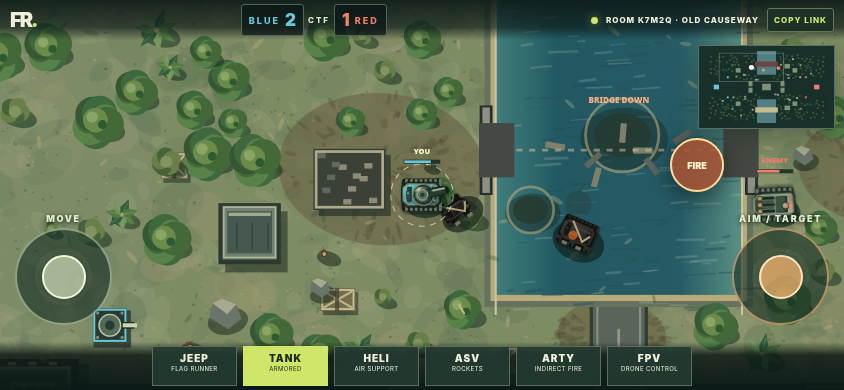 FR.
BLUE 2 CTF 1 RED
ROOM K7M2Q · OLD CAUSEWAY
COPY LINK
BRIDGE DOWN
YOU
FIRE
ENEMY
MOVE
AIM / TARGET
JEEP
FLAG RUNNER
TANK
ARMORED
HELI
AIR SUPPORT
ASV
ROCKETS
ARTY
INDIRECT FIRE
FPV
DRONE CONTROL